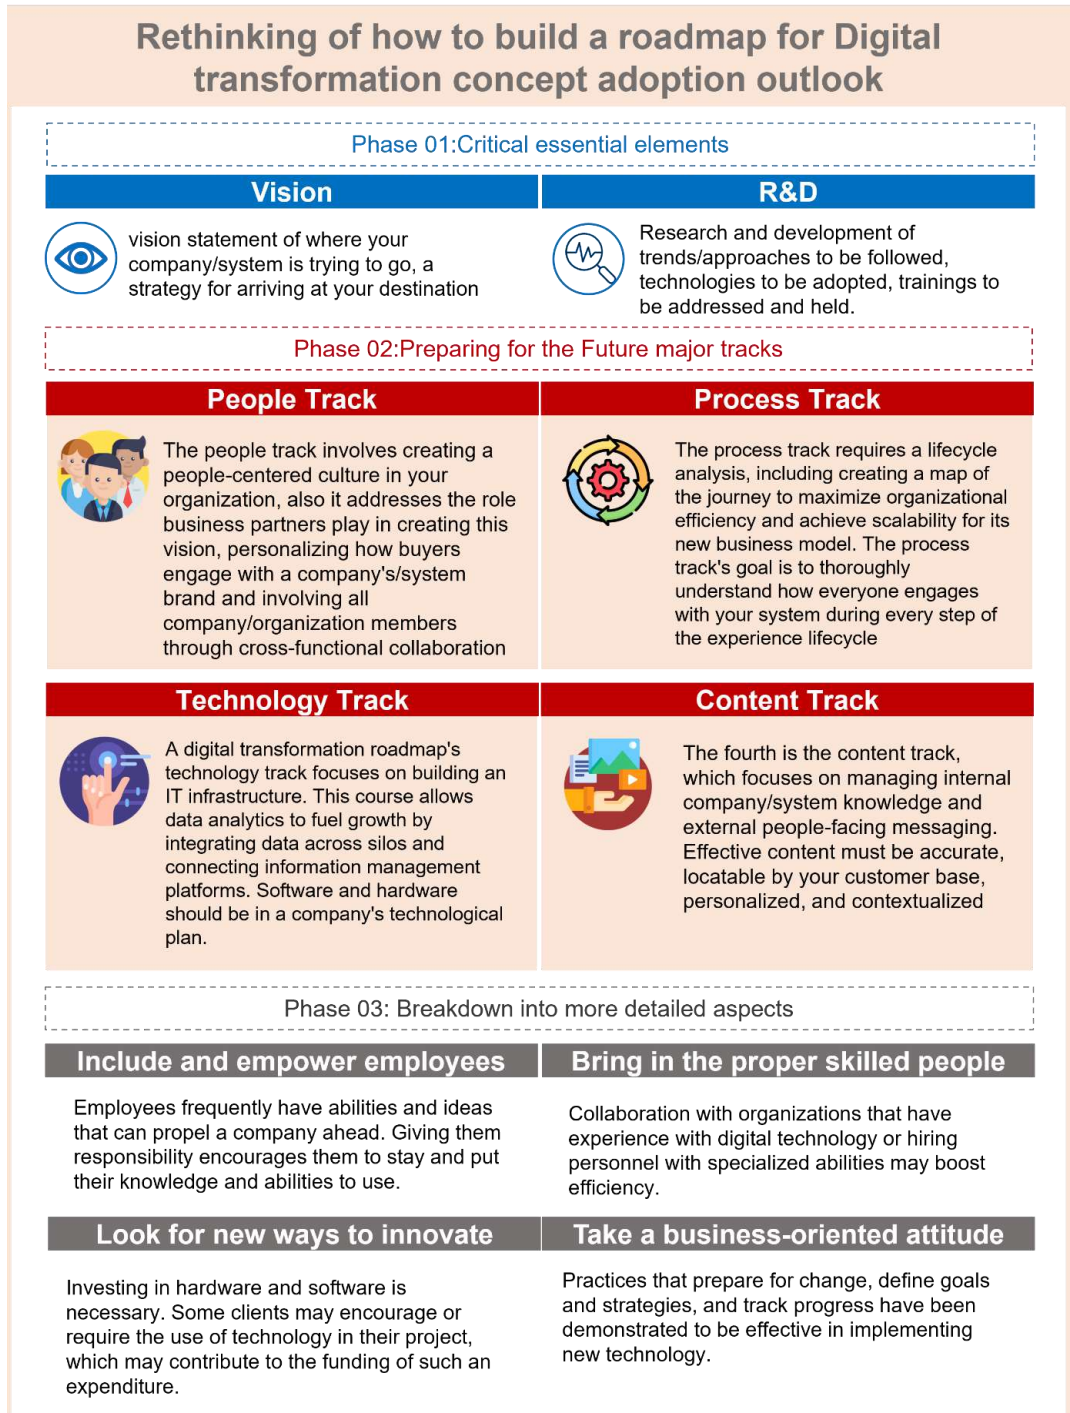 Rethinking of how to build a roadmap for Digital
transformation concept adoption outlook
Phase 01:Critical essential elements
Vision
vision statement of where your
company/system is trying to go, a
strategy for arriving at your destination
R&D
Research and development of
trends/approaches to be followed,
technologies to be adopted, trainings to
be addressed and held.
Phase 02:Preparing for the Future major tracks
People Track
The people track involves creating a
people-centered culture in your
organization, also it addresses the role
business partners play in creating this
vision, personalizing how buyers
engage with a company's/system
brand and involving all
company/organization members
through cross-functional collaboration
Process Track
The process track requires a lifecycle
analysis, including creating a map of
the journey to maximize organizational
efficiency and achieve scalability for its
new business model. The process
track's goal is to thoroughly
understand how everyone engages
with your system during every step of
the experience lifecycle
Technology Track
A digital transformation roadmap's
technology track focuses on building an
IT infrastructure. This course allows
data analytics to fuel growth by
integrating data across silos and
connecting information management
platforms. Software and hardware
should be in a company's technological
plan.
Content Track
The fourth is the content track,
which focuses on managing internal
company/system knowledge and
external people-facing messaging.
Effective content must be accurate,
locatable by your customer base,
personalized, and contextualized
Phase 03: Breakdown into more detailed aspects
Include and empower employees
Employees frequently have abilities and ideas
that can propel a company ahead. Giving them
responsibility encourages them to stay and put
their knowledge and abilities to use.
Bring in the proper skilled people
Collaboration with organizations that have
experience with digital technology or hiring
personnel with specialized abilities may boost
efficiency.
Look for new ways to innovate
Investing in hardware and software is
necessary. Some clients may encourage or
require the use of technology in their project,
which may contribute to the funding of such an
expenditure.
Take a business-oriented attitude
Practices that prepare for change, define goals
and strategies, and track progress have been
demonstrated to be effective in implementing
new technology.